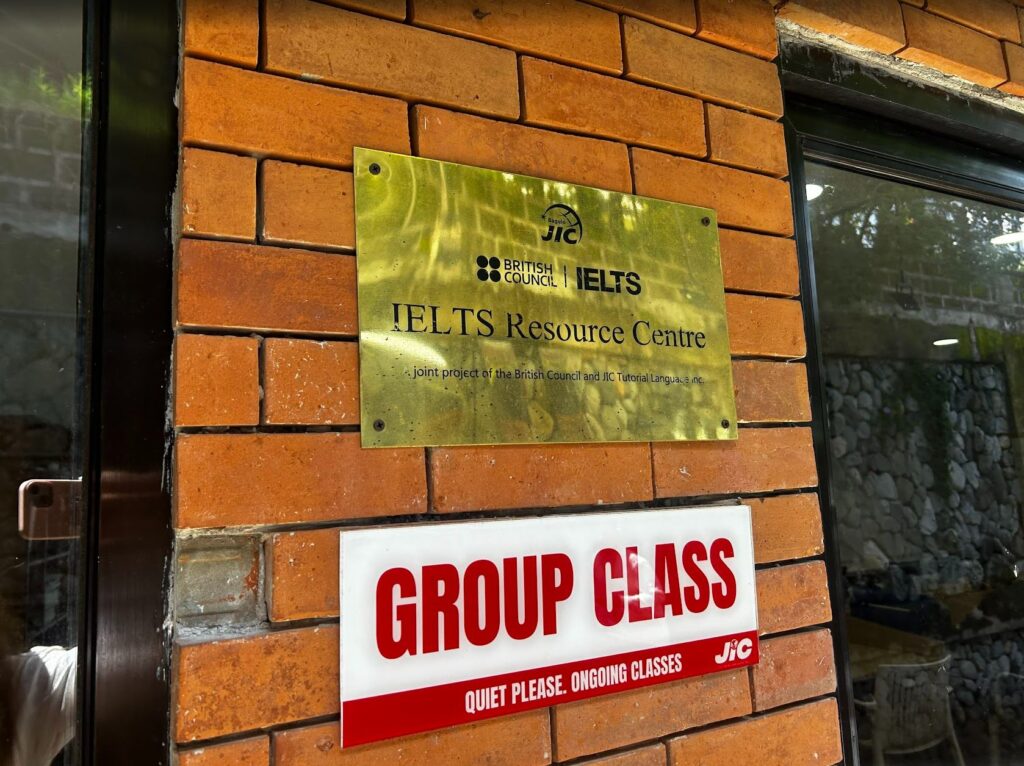 Baguio
JIC
BRITISH COUNCIL | IELTS
IELTS Resource Centre
joint project of the British Council and JIC Tutorial Language Inc.
GROUP CLASS
QUIET PLEASE. ONGOING CLASSES
JIC